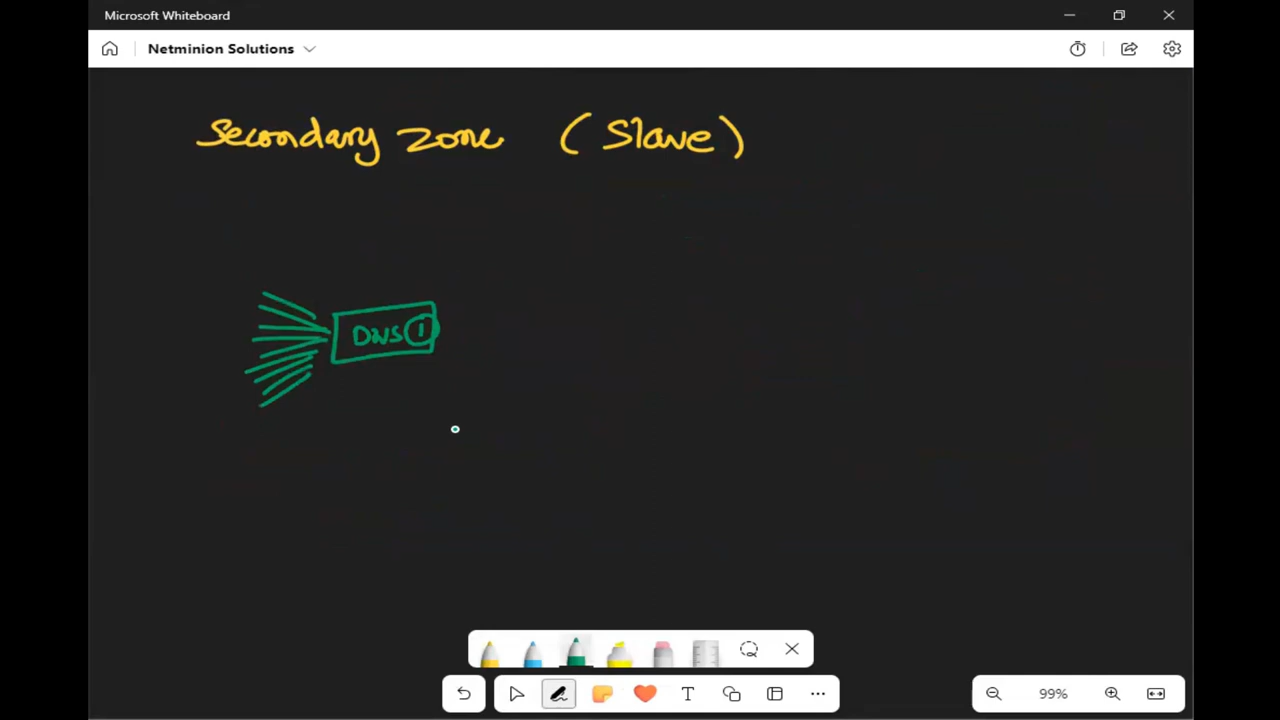 Microsoft Whiteboard
Netminion Solutions
Secondary zone (Slave)
DNS 1
99%